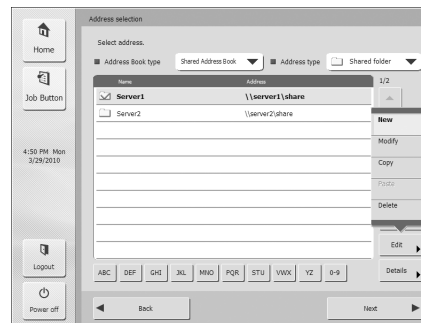 Address selection
Home
Select address.
Address Book type
Shared Address Book
Address type
Shared folder
Job Button
Name
Address
1/2
Server1
\\server1\share
Server2
\\server2\share
New
Modify
Copy
Paste
Delete
4:50 PM Mon
3/29/2010
Edit
Logout
ABC
DEF
GHI
JKL
MNO
PQR
STU
VWX
YZ
0-9
Details
Power off
Back
Next